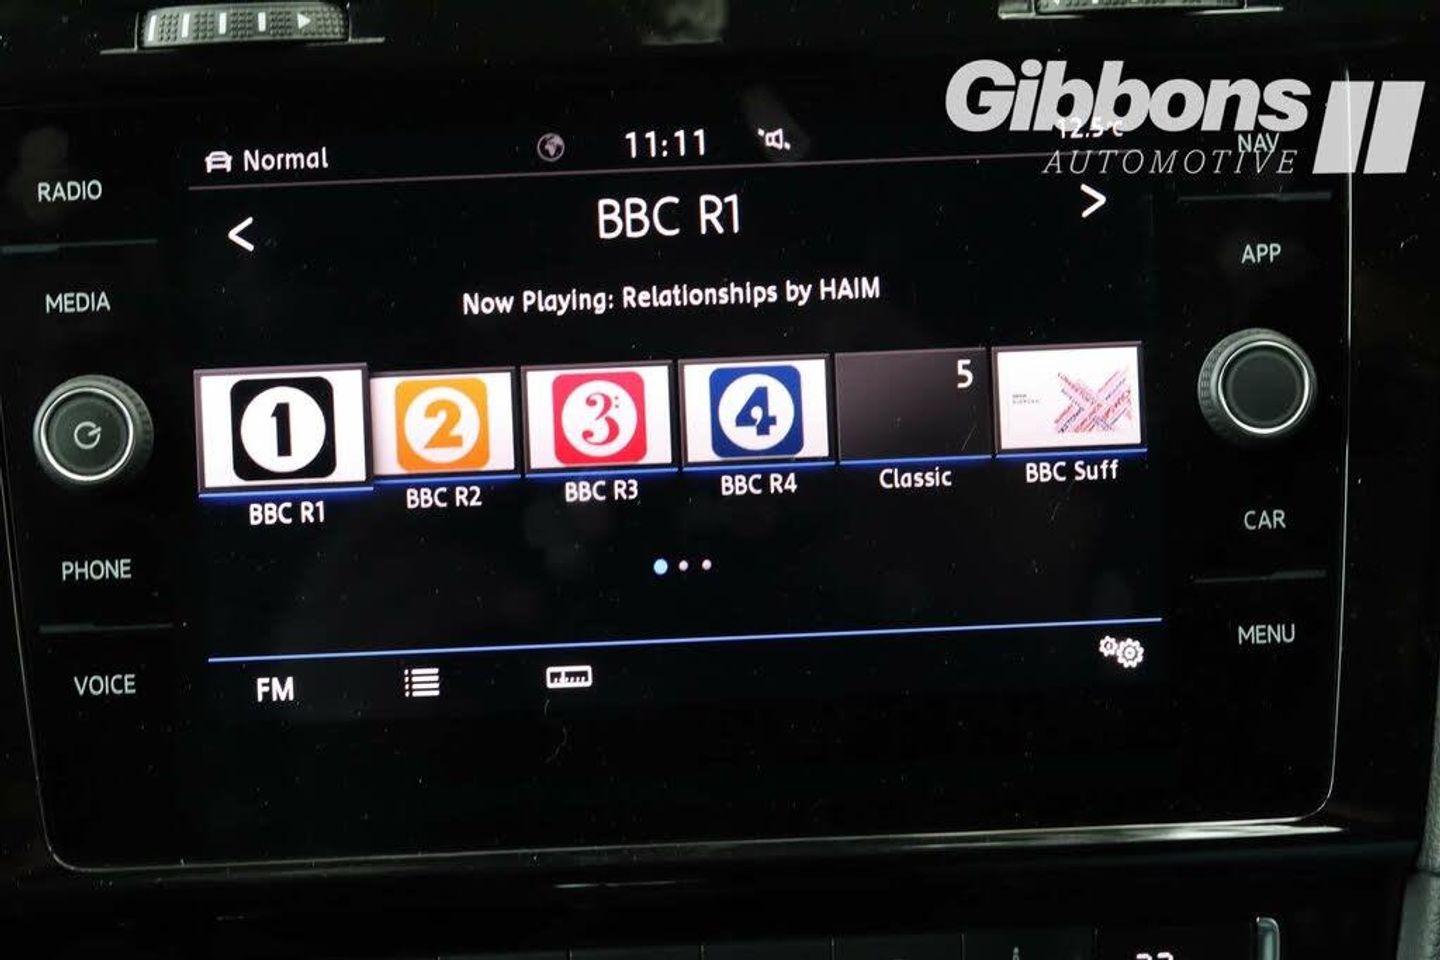 Gibbons
AUTOMOTIVE
Normal
11:11
12.5°C
RADIO
NAV
< BBC R1 >
APP
MEDIA
Now Playing: Relationships by HAIM
1
2
3
4
5
BBC R1
BBC R2
BBC R3
BBC R4
Classic
BBC Suff
PHONE
CAR
VOICE
MENU
FM